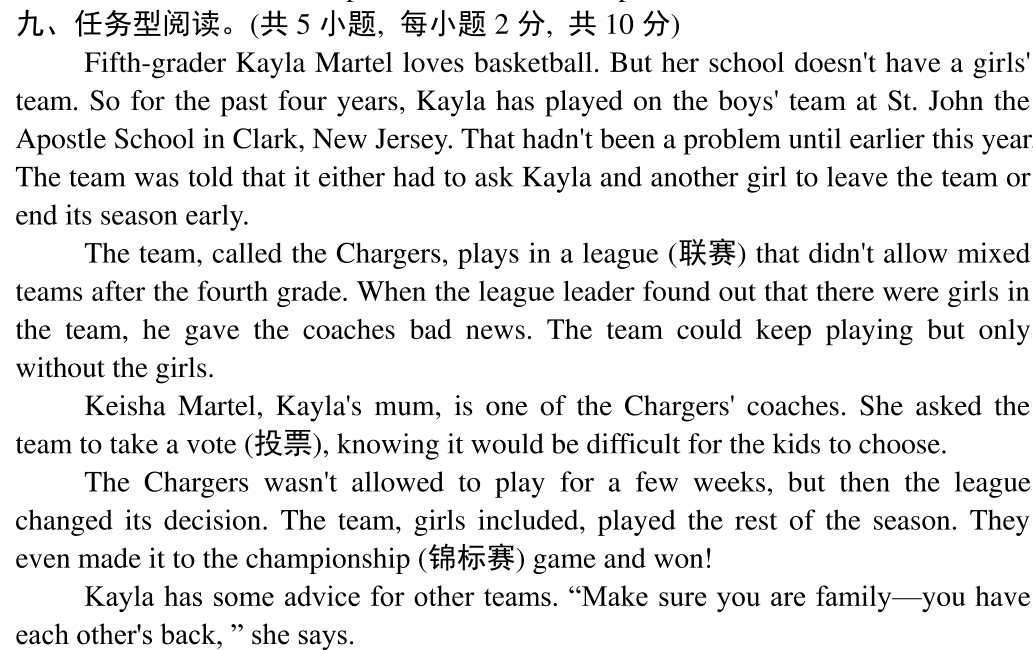 九、任务型阅读。(共 5 小题, 每小题 2 分, 共 10 分)
Fifth-grader Kayla Martel loves basketball. But her school doesn't have a girls'
team. So for the past four years, Kayla has played on the boys' team at St. John the
Apostle School in Clark, New Jersey. That hadn't been a problem until earlier this year.
The team was told that it either had to ask Kayla and another girl to leave the team or
end its season early.
The team, called the Chargers, plays in a league (联赛) that didn't allow mixed
teams after the fourth grade. When the league leader found out that there were girls in
the team, he gave the coaches bad news. The team could keep playing but only
without the girls.
Keisha Martel, Kayla's mum, is one of the Chargers' coaches. She asked the
team to take a vote (投票), knowing it would be difficult for the kids to choose.
The Chargers wasn't allowed to play for a few weeks, but then the league
changed its decision. The team, girls included, played the rest of the season. They
even made it to the championship (锦标赛) game and won!
Kayla has some advice for other teams. “Make sure you are family—you have
each other's back, ” she says.